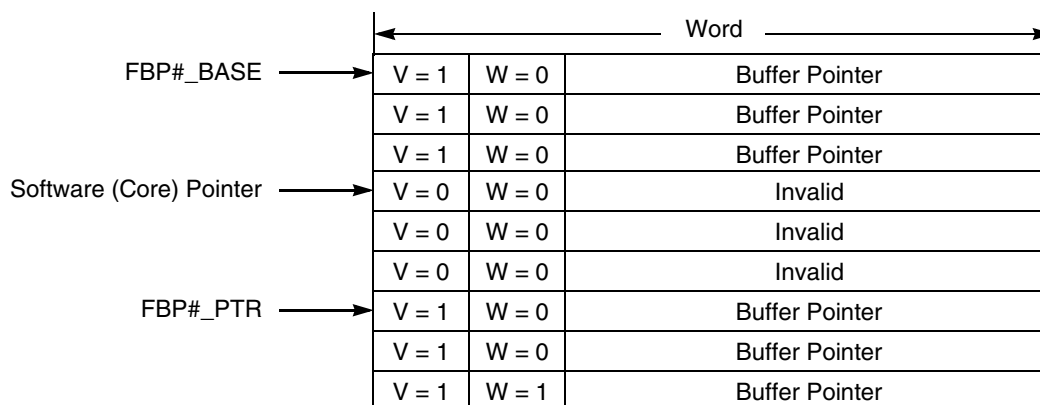 Word
FBP#_BASE V = 1 W = 0 Buffer Pointer
V = 1 W = 0 Buffer Pointer
V = 1 W = 0 Buffer Pointer
Software (Core) Pointer V = 0 W = 0 Invalid
V = 0 W = 0 Invalid
V = 0 W = 0 Invalid
FBP#_PTR V = 1 W = 0 Buffer Pointer
V = 1 W = 0 Buffer Pointer
V = 1 W = 1 Buffer Pointer